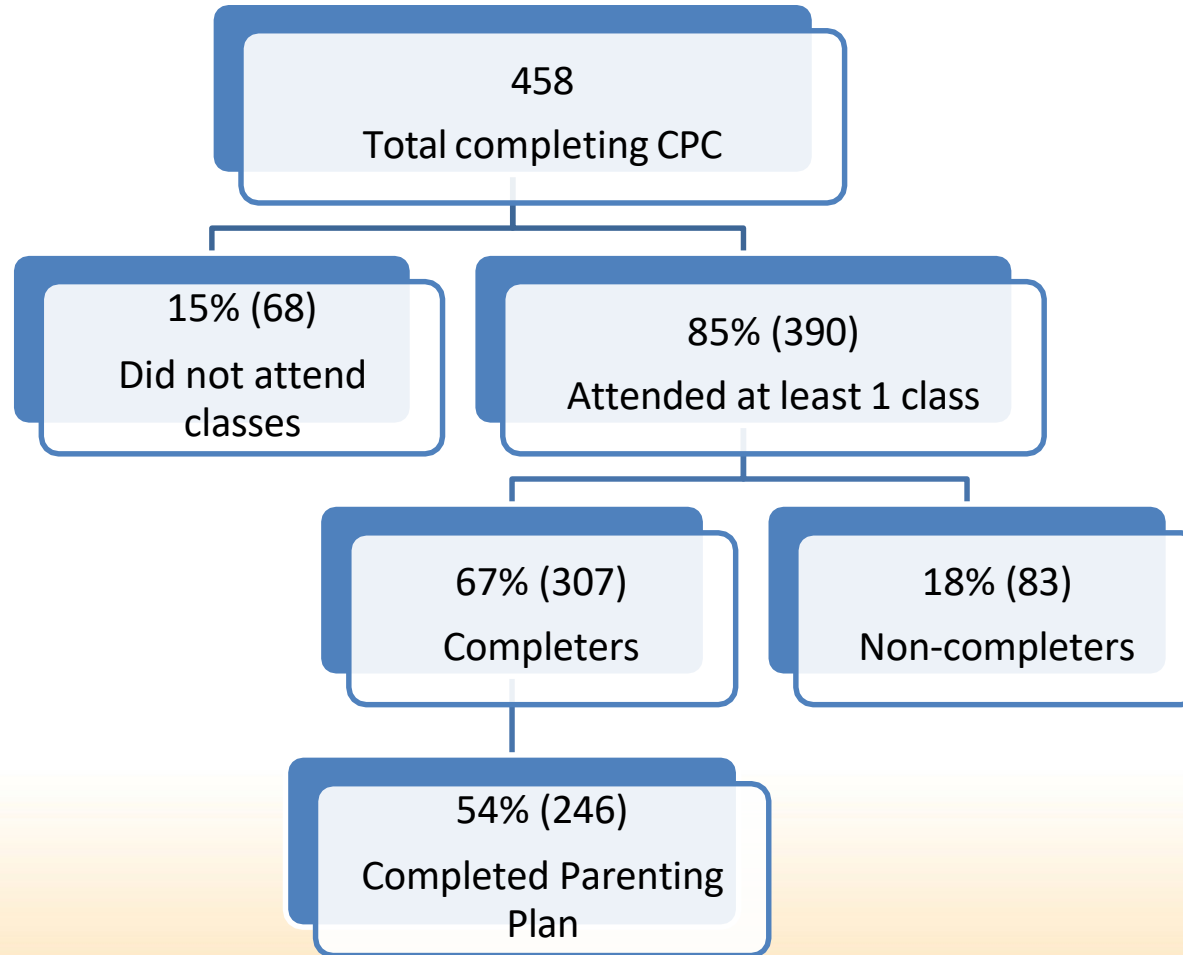 458
Total completing CPC
15% (68)
Did not attend
classes
85% (390)
Attended at least 1 class
67% (307)
Completers
18% (83)
Non-completers
54% (246)
Completed Parenting
Plan